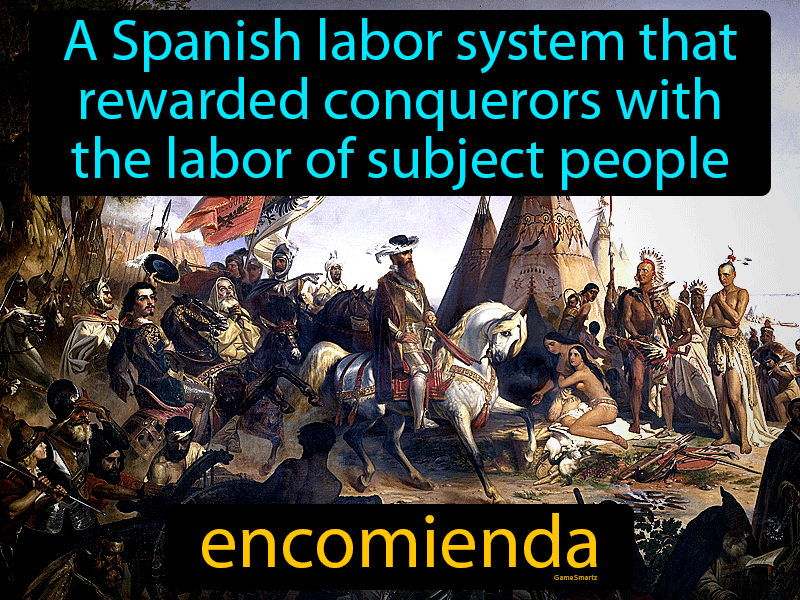 A Spanish labor system that
rewarded conquerors with
the labor of subject people
encomienda
GameSmartz